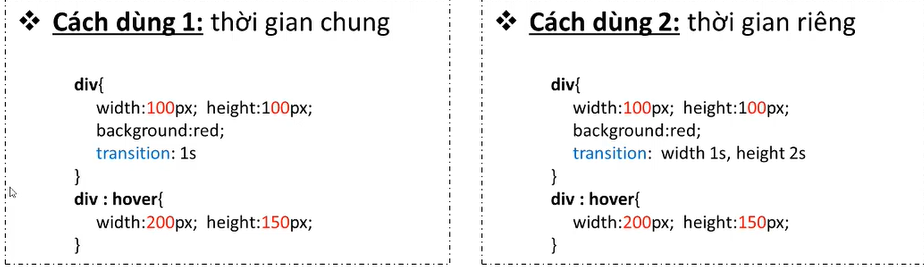 ❖ Cách dùng 1: thời gian chung
div{
width:100px; height:100px;
background:red;
transition: 1s
}
div : hover{
width:200px; height:150px;
}
❖ Cách dùng 2: thời gian riêng
div{
width:100px; height:100px;
background:red;
transition: width 1s, height 2s
}
div : hover{
width:200px; height:150px;
}